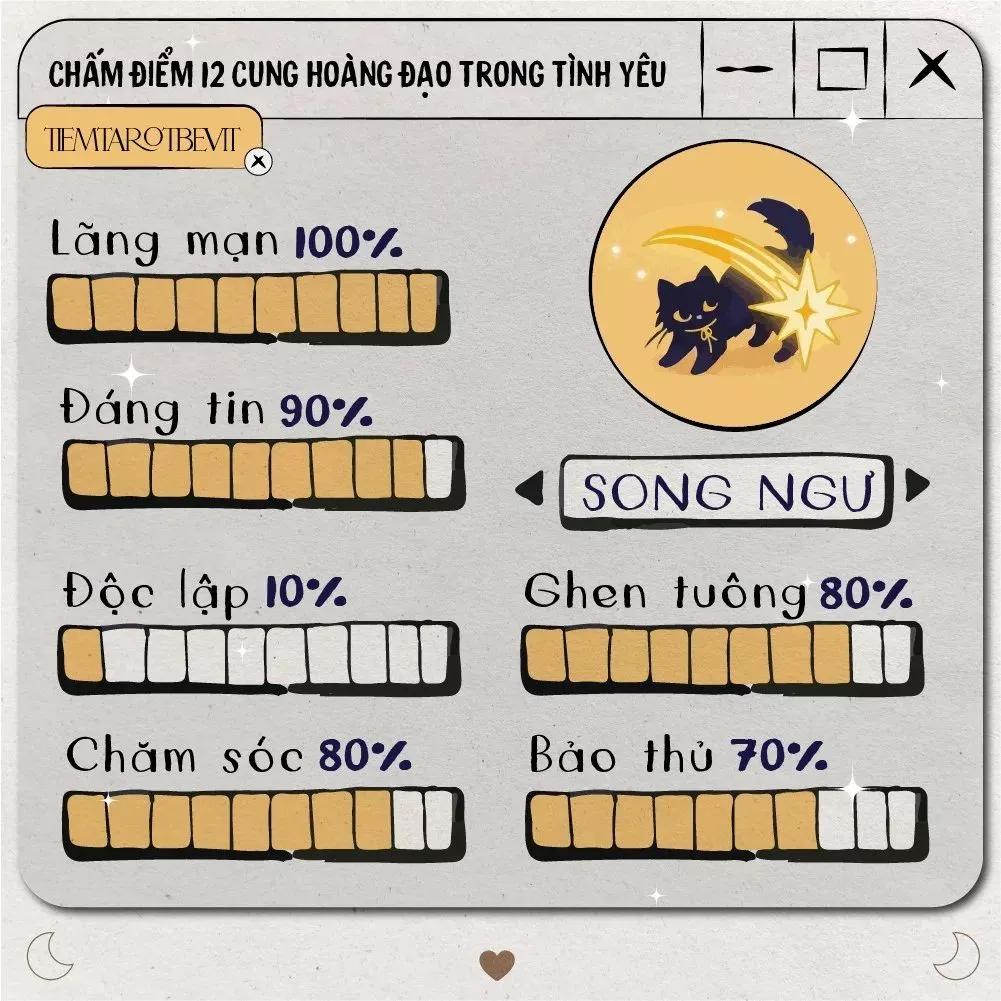 CHẤM ĐIỂM 12 CUNG HOÀNG ĐẠO TRONG TÌNH YÊU
TIEMTAROTBEVIT
Lãng mạn 100%
Đáng tin 90%
SONG NGƯ
Độc lập 10%
Ghen tuông 80%
Chăm sóc 80%
Bảo thủ 70%